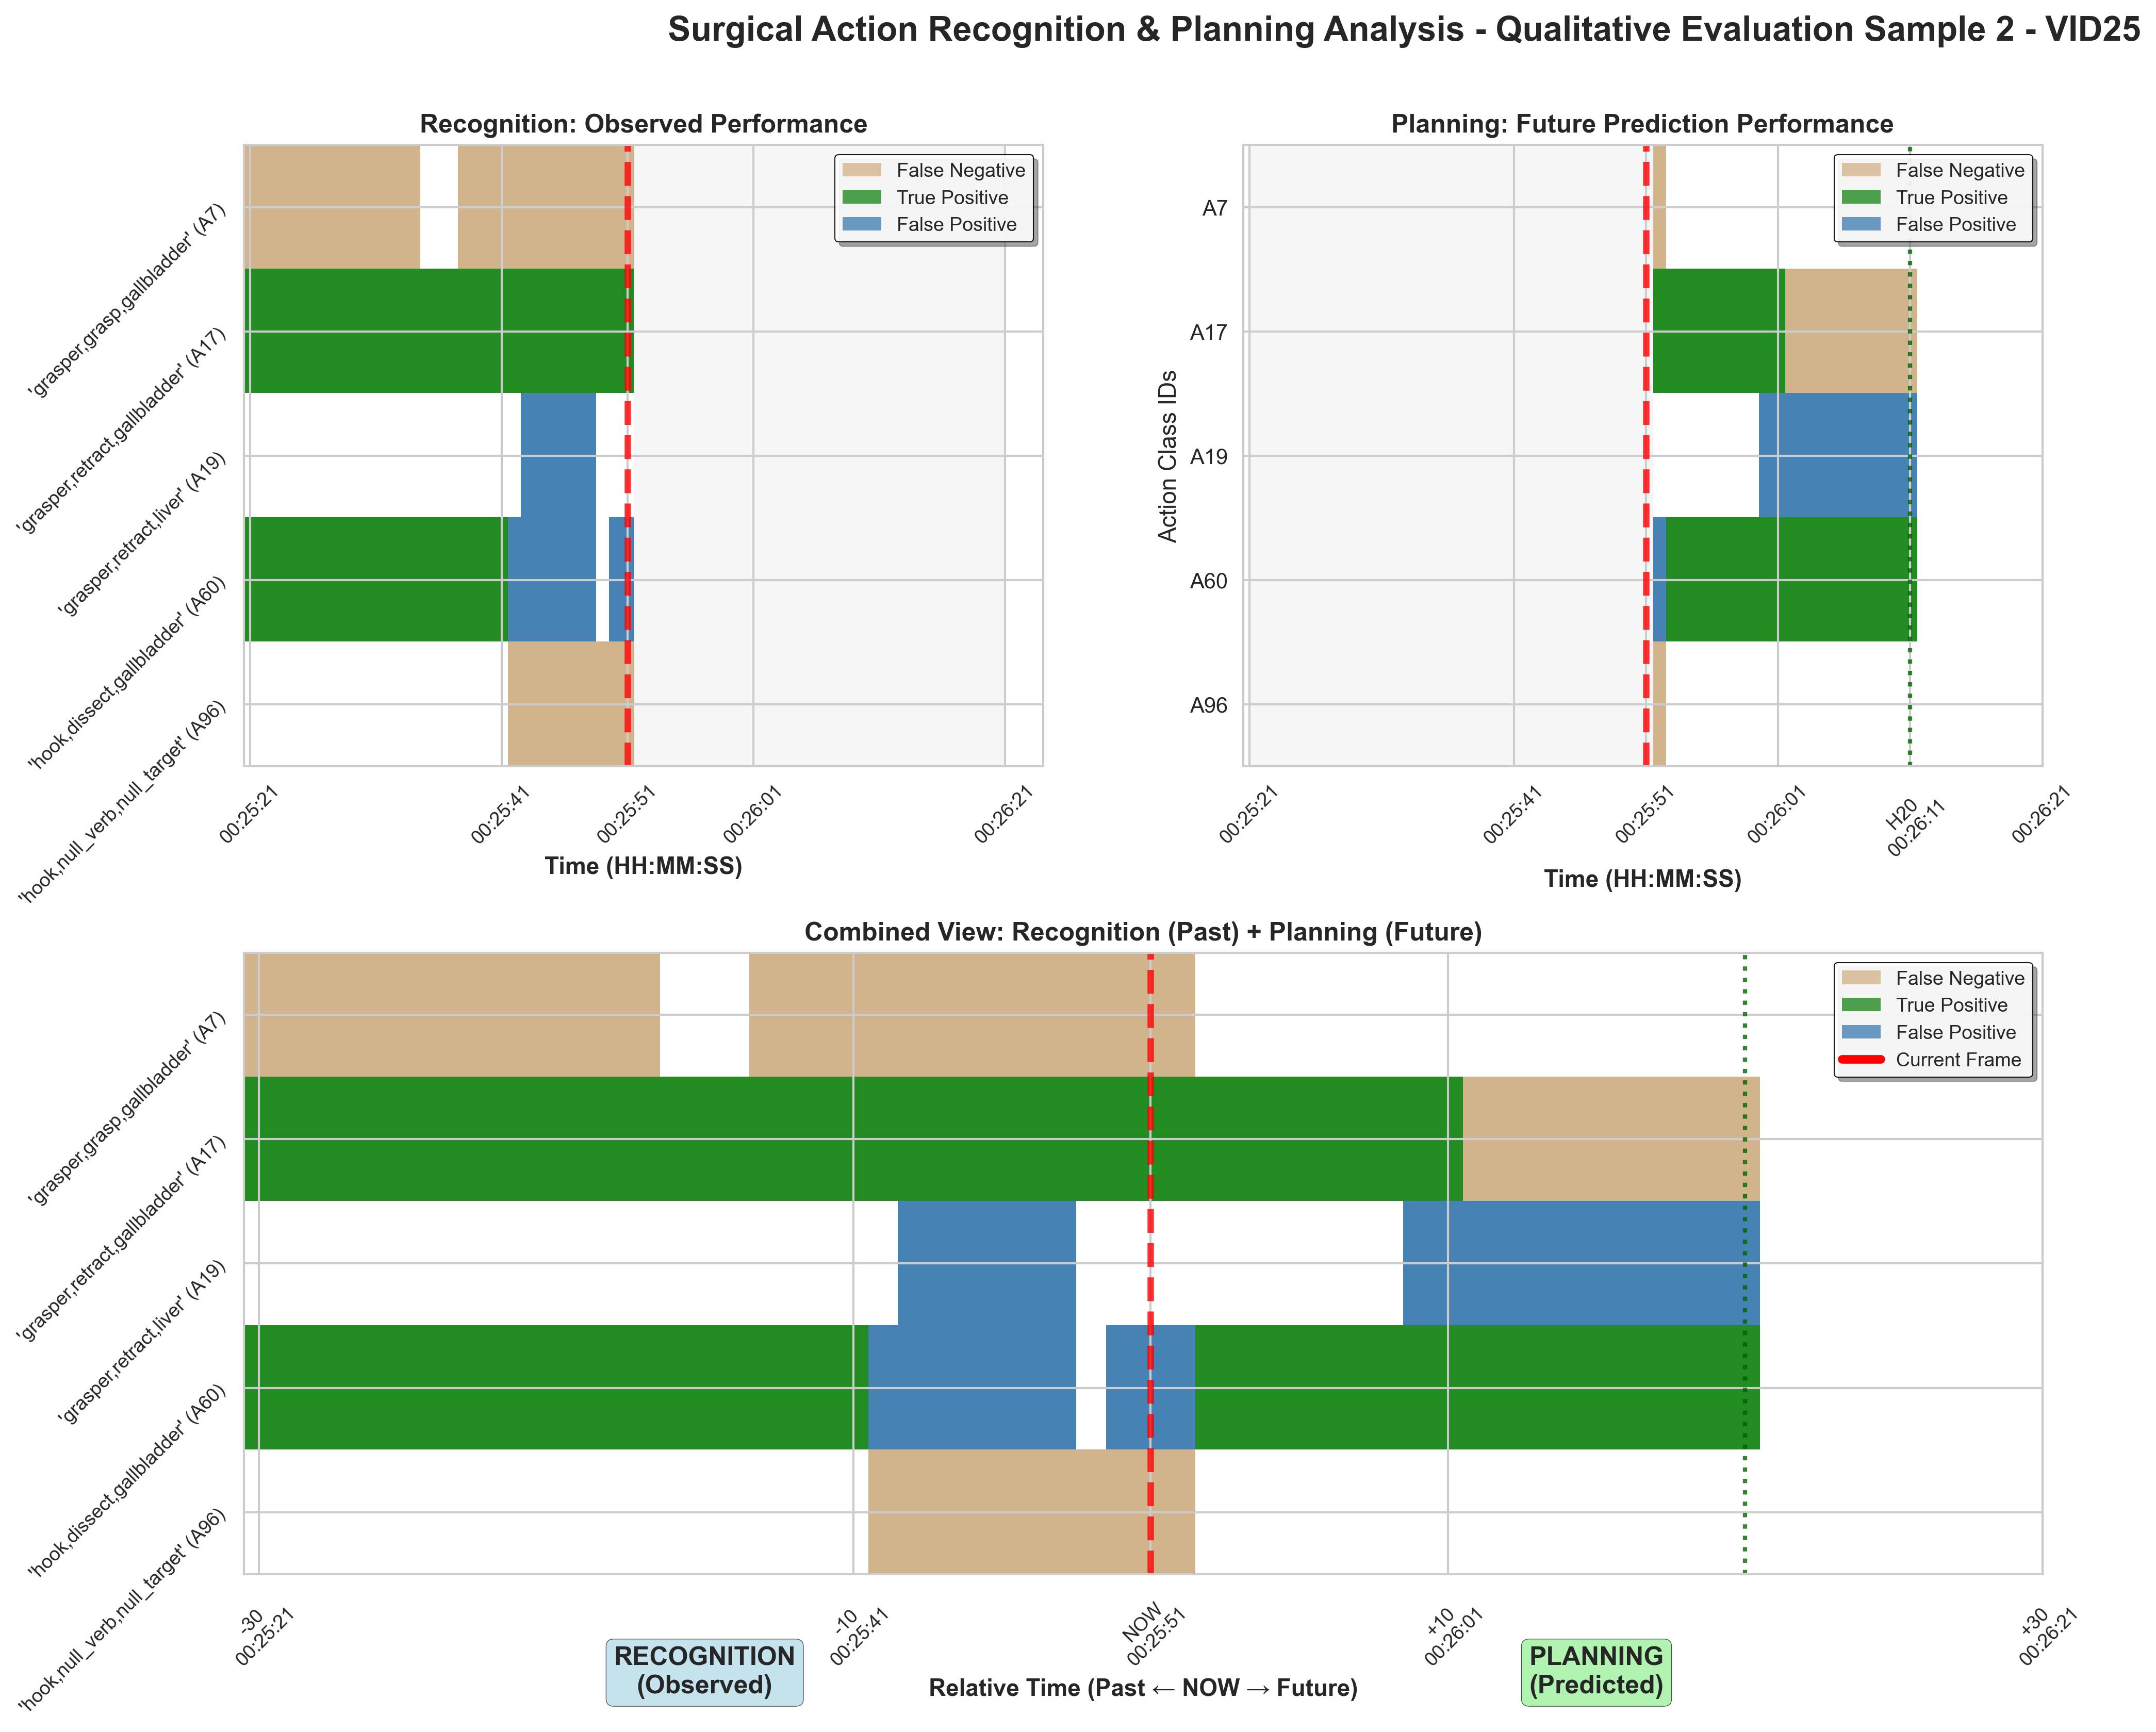 Surgical Action Recognition & Planning Analysis - Qualitative Evaluation Sample 2 - VID25
Recognition: Observed Performance
False Negative
True Positive
False Positive
'grasper,grasp,gallbladder' (A7)
'grasper,retract,gallbladder' (A17)
'grasper,retract,liver' (A19)
'hook,dissect,gallbladder' (A60)
'hook,null_verb,null_target' (A96)
00:25:21
00:25:41
00:25:51
00:26:01
00:26:21
Time (HH:MM:SS)
Planning: Future Prediction Performance
False Negative
True Positive
False Positive
Action Class IDs
A7
A17
A19
A60
A96
00:25:21
00:25:41
00:25:51
00:26:01
H20
00:26:11
00:26:21
Time (HH:MM:SS)
Combined View: Recognition (Past) + Planning (Future)
False Negative
True Positive
False Positive
Current Frame
'grasper,grasp,gallbladder' (A7)
'grasper,retract,gallbladder' (A17)
'grasper,retract,liver' (A19)
'hook,dissect,gallbladder' (A60)
'hook,null_verb,null_target' (A96)
-30
00:25:21
-10
00:25:41
NOW
00:25:51
+10
00:26:01
+30
00:26:21
RECOGNITION
(Observed)
PLANNING
(Predicted)
Relative Time (Past ← NOW → Future)